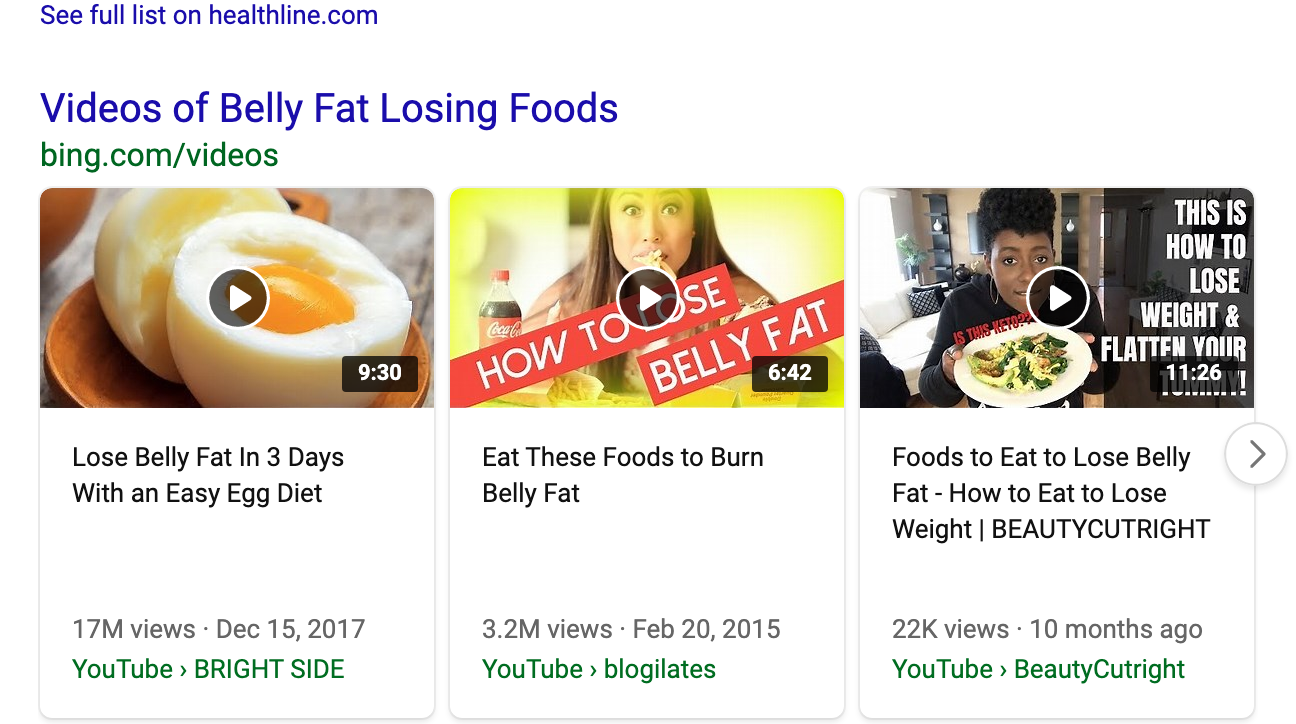 See full list on healthline.com
Videos of Belly Fat Losing Foods
bing.com/videos
9:30
Coca-C
HOW TO LOSE
BELLY FAT
6:42
IS THIS KETO??
THIS IS
HOW TO
LOSE
WEIGHT &
FLATTEN YOUR
TUMMY!
11:26
Lose Belly Fat In 3 Days
With an Easy Egg Diet
17M views · Dec 15, 2017
YouTube › BRIGHT SIDE
Eat These Foods to Burn
Belly Fat
3.2M views · Feb 20, 2015
YouTube › blogilates
Foods to Eat to Lose Belly
Fat - How to Eat to Lose
Weight | BEAUTYCUTRIGHT
22K views · 10 months ago
YouTube › BeautyCutright